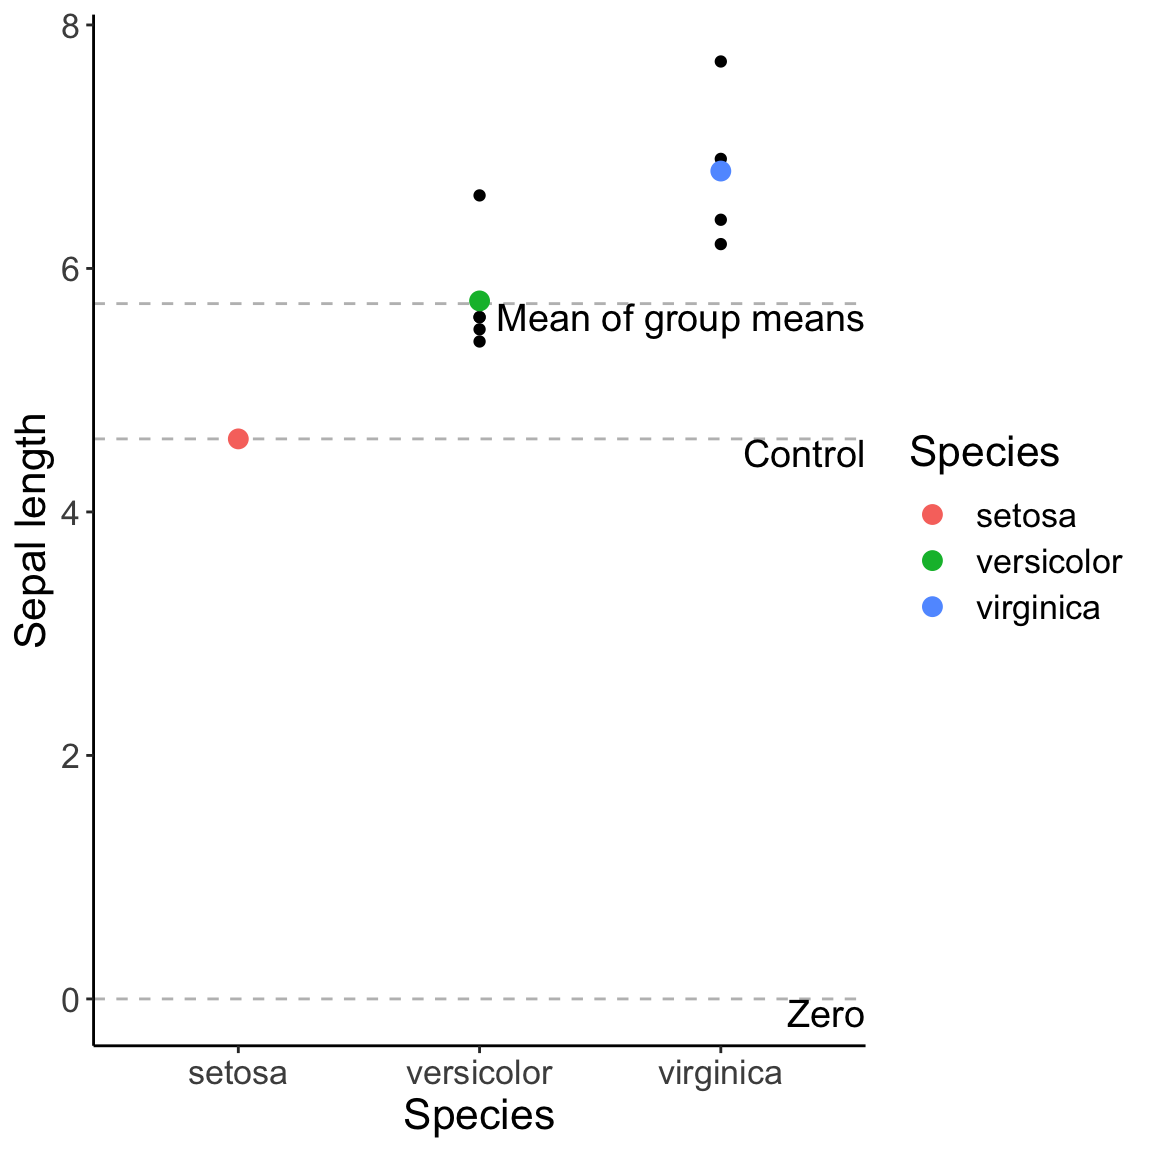 8
6
4
2
0
Sepal length
Mean of group means
Control
Zero
setosa
versicolor
virginica
Species
Species
setosa
versicolor
virginica